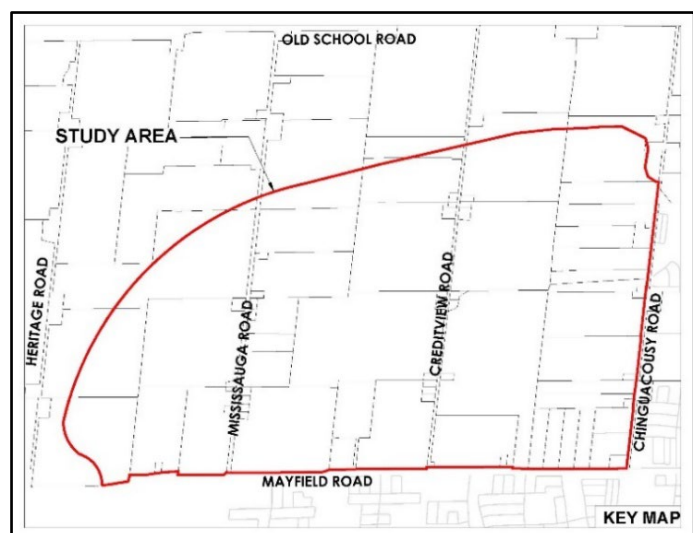 OLD SCHOOL ROAD
STUDY AREA
HERITAGE ROAD
MISSISSAUGA ROAD
CREDITVIEW ROAD
CHINGUACOUSY ROAD
MAYFIELD ROAD
KEY MAP